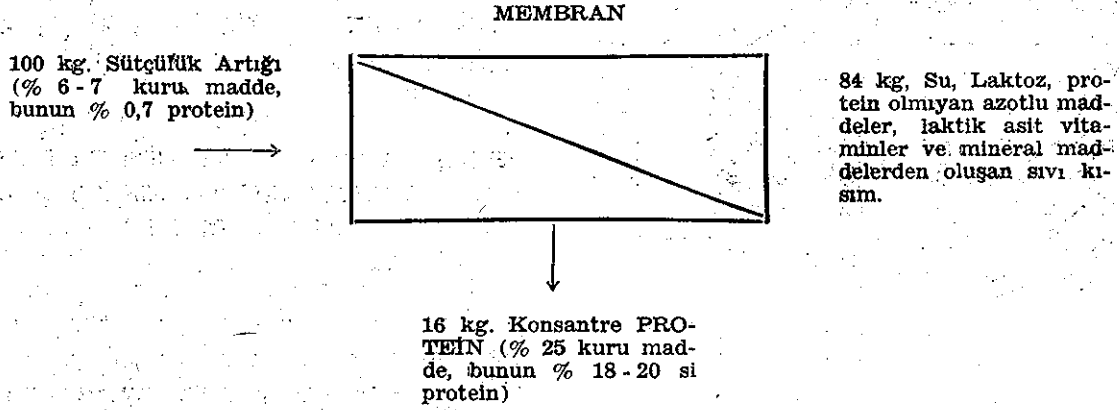 MEMBRAN
100 kg. Sütçülük Artığı
(% 6-7 kuru madde,
bunun % 0,7 protein)
84 kg, Su, Laktoz, pro-
tein olmıyan azotlu mad-
deler, laktik asit vita-
minler ve mineral mad-
delerden oluşan sıvı kı-
sım.
16 kg. Konsantre PRO-
TEİN (% 25 kuru mad-
de, bunun % 18-20 si
protein)